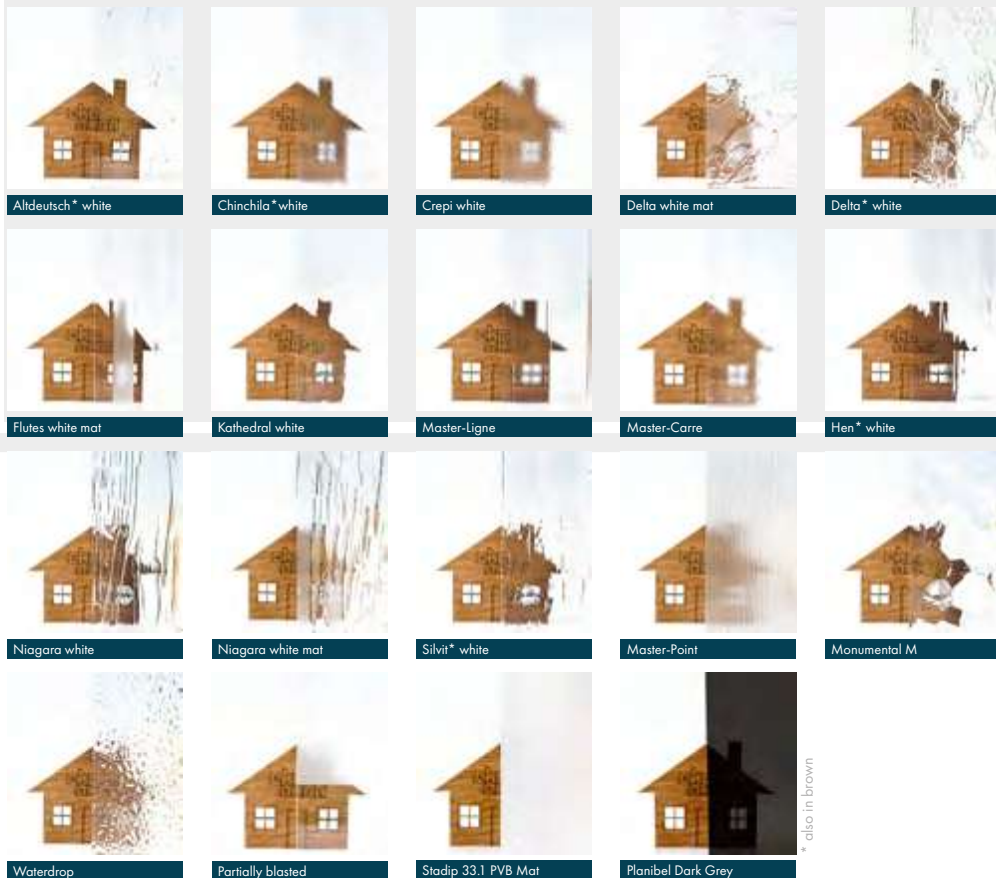 Altdeutsch* white
Chinchila*white
Crepi white
Delta white mat
Delta* white
Flutes white mat
Kathedral white
Master-Ligne
Master-Carre
Hen* white
Niagara white
Niagara white mat
Silvit* white
Master-Point
Monumental M
Waterdrop
Partially blasted
Stadip 33.1 PVB Mat
Planibel Dark Grey
* also in brown